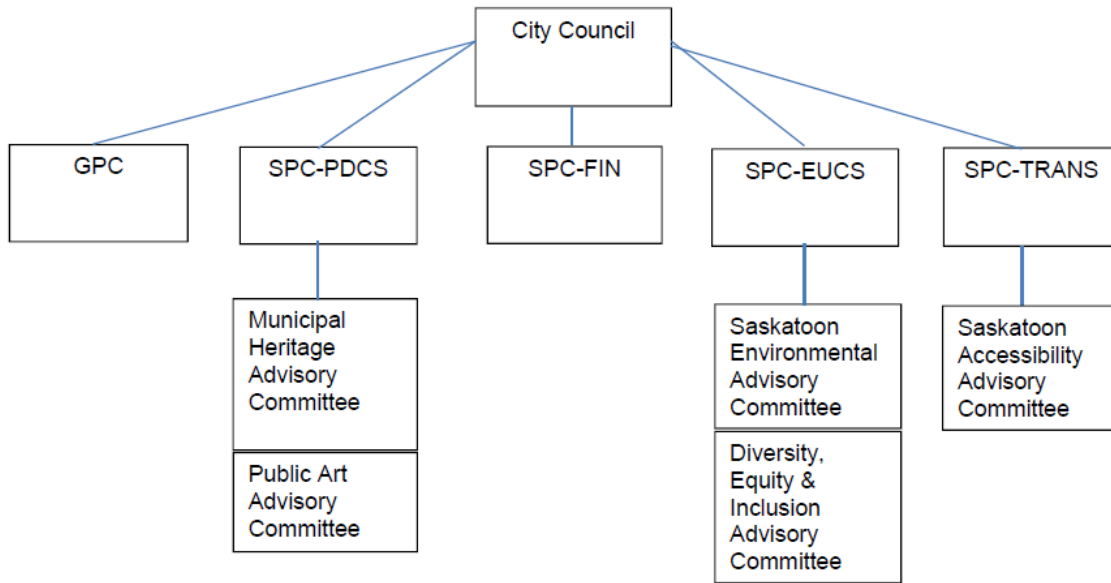 City Council
GPC
SPC-PDCS
SPC-FIN
SPC-EUCS
SPC-TRANS
Municipal
Heritage
Advisory
Committee
Public Art
Advisory
Committee
Saskatoon
Environmental
Advisory
Committee
Diversity,
Equity &
Inclusion
Advisory
Committee
Saskatoon
Accessibility
Advisory
Committee